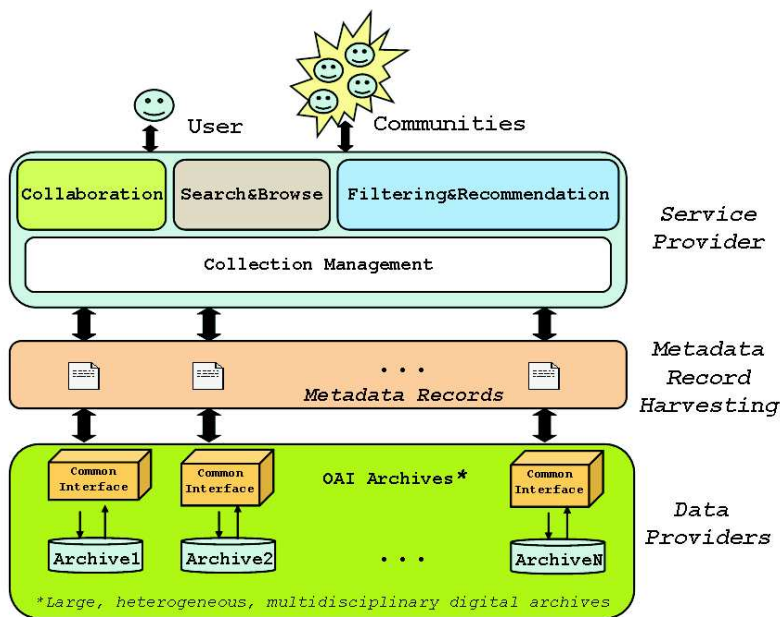 User
Communities
Collaboration
Search&Browse
Filtering&Recommendation
Service
Provider
Collection Management
Metadata
Record
Harvesting
...
Metadata Records
Common
Interface
Common
Interface
OAI Archives*
Common
Interface
Data
Providers
Archive1
Archive2
...
ArchiveN
*Large, heterogeneous, multidisciplinary digital archives